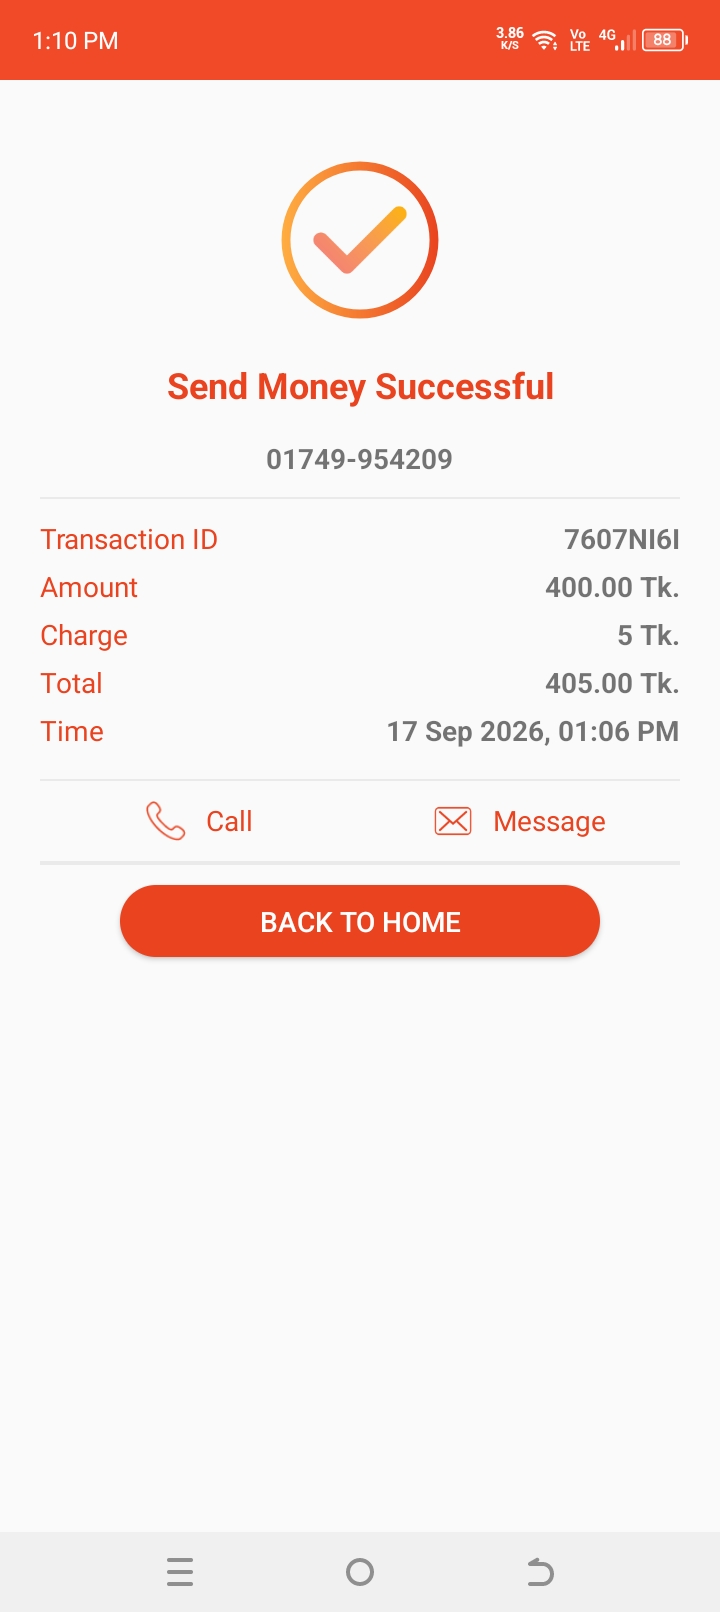 1:10 PM 3.86 K/S Vo LTE 4G 88
Send Money Successful
01749-954209
Transaction ID 7607NI6I
Amount 400.00 Tk.
Charge 5 Tk.
Total 405.00 Tk.
Time 17 Sep 2026, 01:06 PM
Call Message
BACK TO HOME